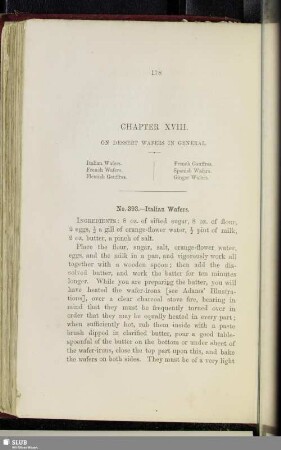 178
CHAPTER XVIII.
ON DESSERT WAFERS IN GENERAL.
Italian Wafers.
French Wafers.
Flemish Gauffres.
French Gauffres.
Spanish Wafers.
Ginger Wafers.
No. 393.—Italian Wafers.
INGREDIENTS: 8 oz. of sifted sugar, 8 oz. of flour,
5 eggs, ½ a gill of orange-flower water, ½ pint of milk,
2 oz. butter, a pinch of salt.
Place the flour, sugar, salt, orange-flower water,
eggs, and the milk in a pan, and vigorously work all
together with a wooden spoon; then add the dis-
solved butter, and work the batter for ten minutes
longer. While you are preparing the batter, you will
have heated the wafer-irons [see Adams' Illustra-
tions], over a clear charcoal stove fire, bearing in
mind that they must be frequently turned over in
order that they may be equally heated in every part;
when sufficiently hot, rub them inside with a paste
brush dipped in clarified butter, pour a good table-
spoonful of the batter on the bottom or under sheet of
the wafer-irons, close the top part upon this, and bake
the wafers on both sides. They must be of a very light
SLUB